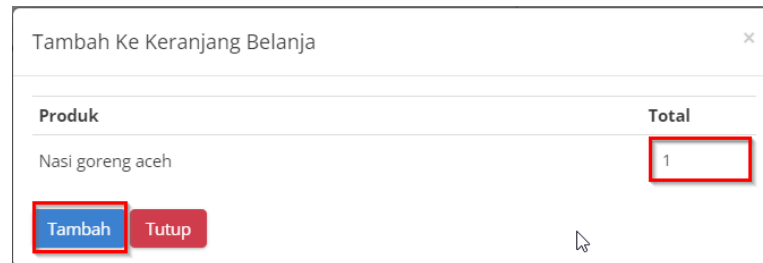 Tambah Ke Keranjang Belanja ×
Produk Total
Nasi goreng aceh 1
Tambah Tutup